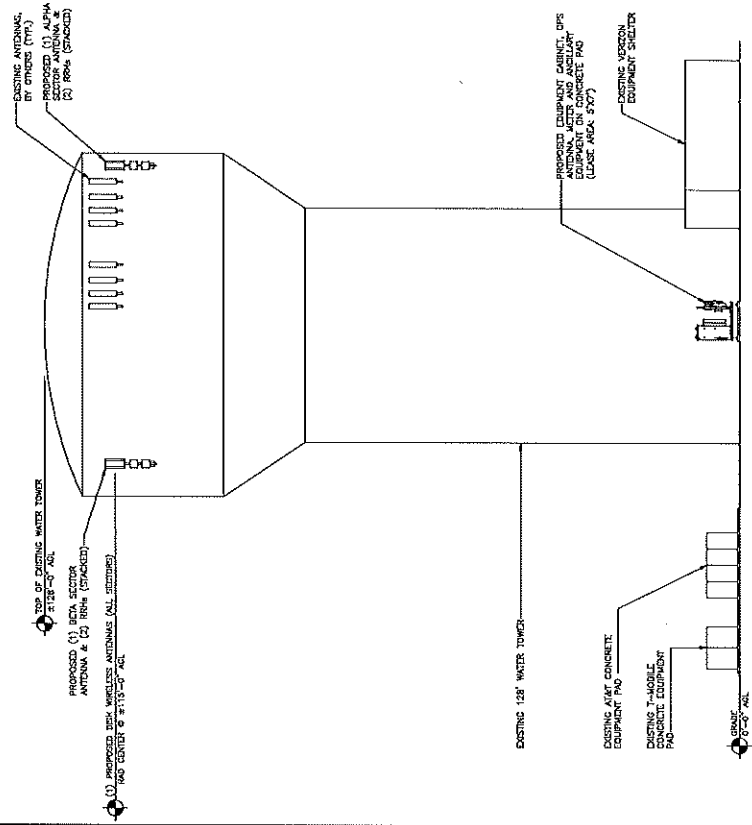 EXISTING ANTENNAS,
BY OTHERS (TYP.)
PROPOSED (1) ALPHA
SECTOR ANTENNA &
(2) RRHs (STACKED)
TOP OF EXISTING WATER TOWER
±128'-0" AGL
PROPOSED (1) BETA SECTOR
ANTENNA & (2) RRHs (STACKED)
(1) PROPOSED DISH WIRELESS ANTENNAS (ALL SECTORS)
RAD CENTER @ ±115'-0" AGL
PROPOSED EQUIPMENT CABINET, GPS
ANTENNA, METER AND ANCILLARY
EQUIPMENT ON CONCRETE PAD
(LEASE AREA: 5'X7')
EXISTING VERIZON
EQUIPMENT SHELTER
EXISTING 128' WATER TOWER
EXISTING AT&T CONCRETE
EQUIPMENT PAD
EXISTING T-MOBILE
CONCRETE EQUIPMENT
PAD
GRADE
0'-0" AGL